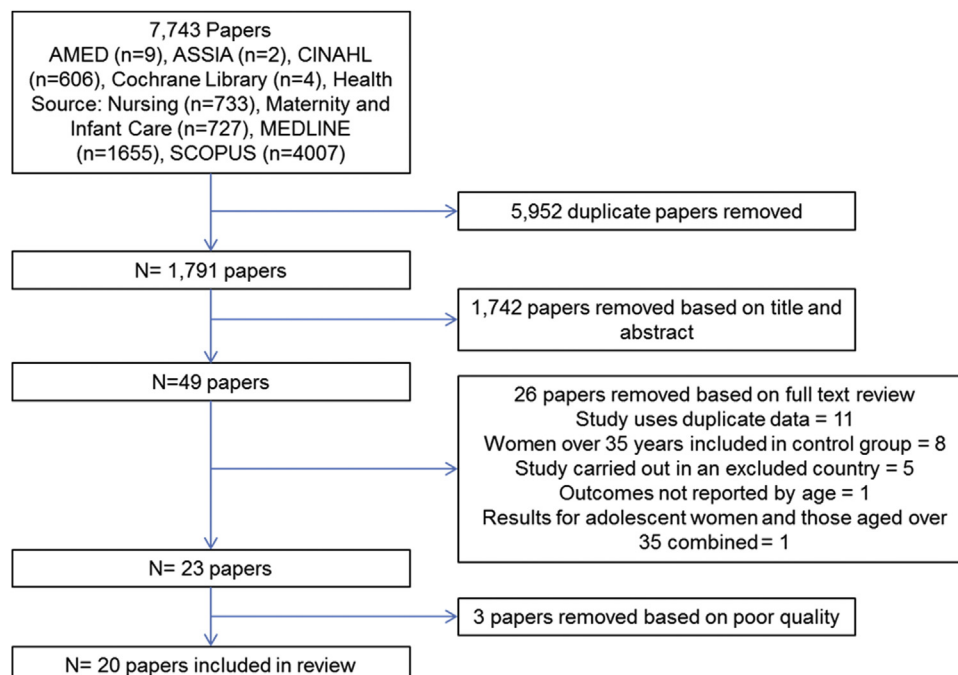 7,743 Papers
AMED (n=9), ASSIA (n=2), CINAHL
(n=606), Cochrane Library (n=4), Health
Source: Nursing (n=733), Maternity and
Infant Care (n=727), MEDLINE
(n=1655), SCOPUS (n=4007)
5,952 duplicate papers removed
N= 1,791 papers
1,742 papers removed based on title and
abstract
N=49 papers
26 papers removed based on full text review
Study uses duplicate data = 11
Women over 35 years included in control group = 8
Study carried out in an excluded country = 5
Outcomes not reported by age = 1
Results for adolescent women and those aged over
35 combined = 1
N= 23 papers
3 papers removed based on poor quality
N= 20 papers included in review